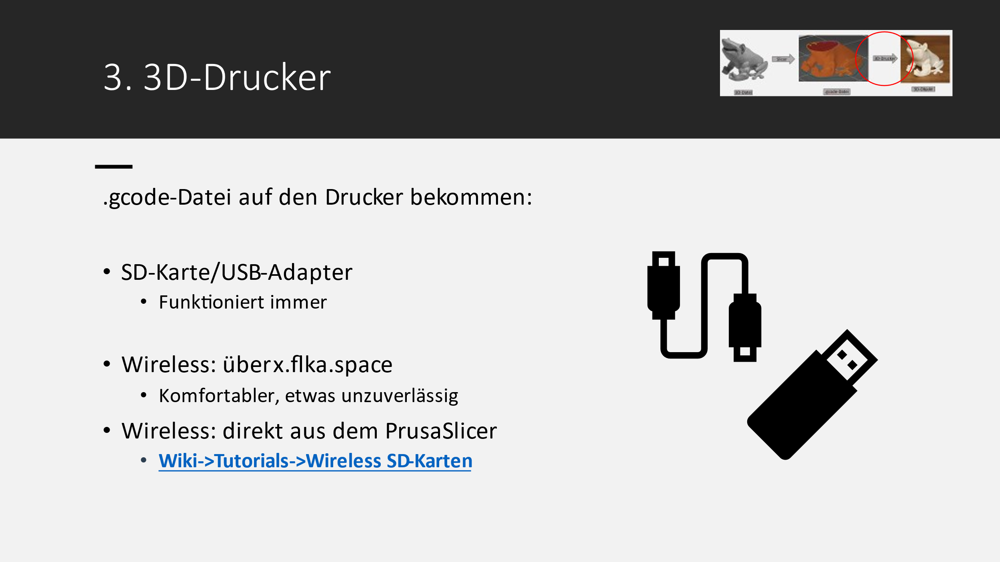 3. 3D-Drucker
Slicer
3D-Drucker
3D-Datei
.gcode-Datei
3D-Objekt
.gcode-Datei auf den Drucker bekommen:
• SD-Karte/USB-Adapter
• Funktioniert immer
• Wireless: überx.flka.space
• Komfortabler, etwas unzuverlässig
• Wireless: direkt aus dem PrusaSlicer
• Wiki->Tutorials->Wireless SD-Karten